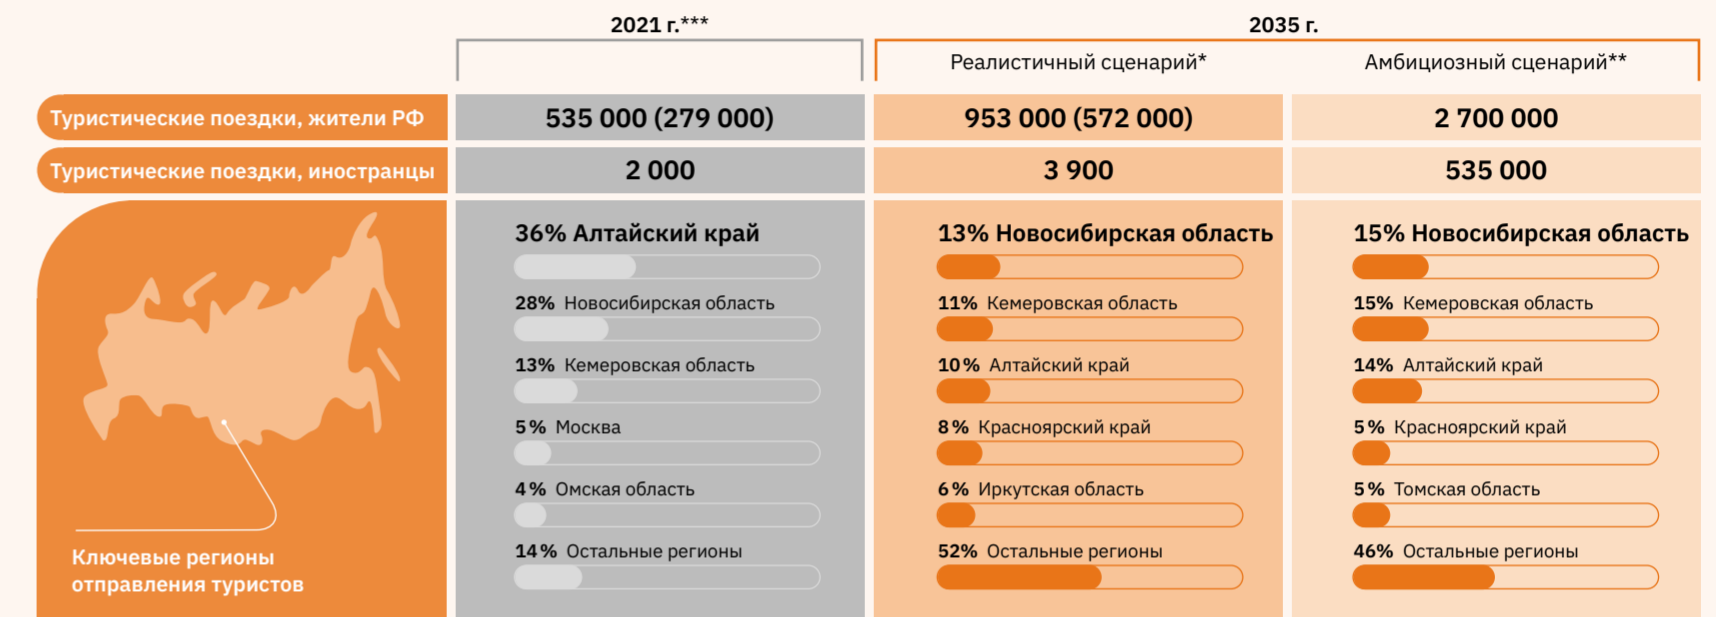 2021 г.***
2035 г.
Реалистичный сценарий*
Амбициозный сценарий**
Туристические поездки, жители РФ
535 000 (279 000)
953 000 (572 000)
2 700 000
Туристические поездки, иностранцы
2 000
3 900
535 000
Ключевые регионы
отправления туристов
36% Алтайский край
28% Новосибирская область
13% Кемеровская область
5% Москва
4% Омская область
14% Остальные регионы
13% Новосибирская область
11% Кемеровская область
10% Алтайский край
8% Красноярский край
6% Иркутская область
52% Остальные регионы
15% Новосибирская область
15% Кемеровская область
14% Алтайский край
5% Красноярский край
5% Томская область
46% Остальные регионы